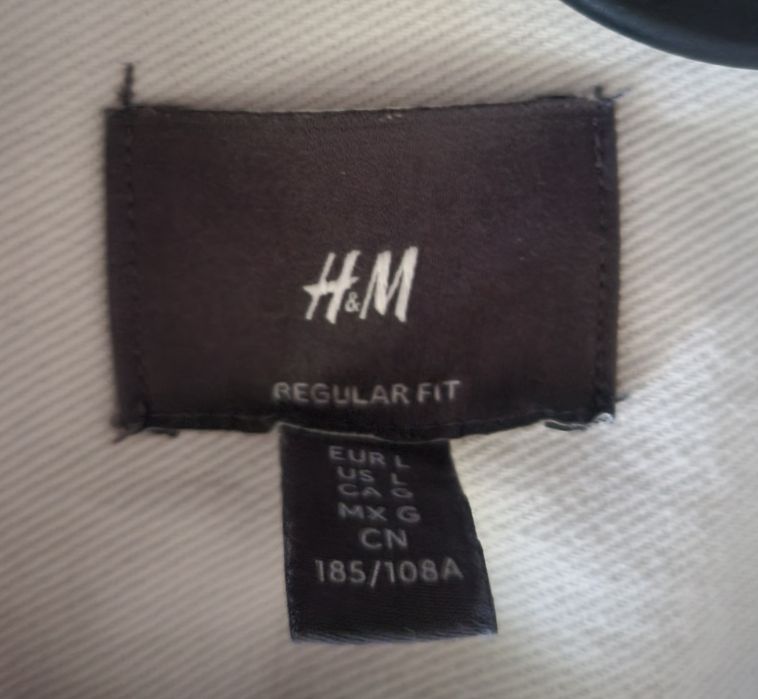 H&M
REGULAR FIT
EUR L
US L
CA G
MX G
CN
185/108A